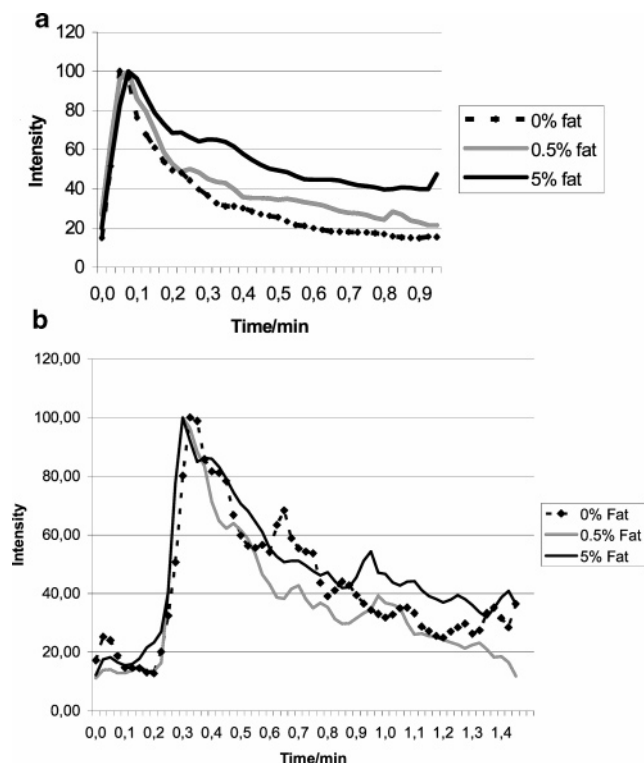 a
120
100
80
60
40
20
0
Intensity
0,0 0,1 0,2 0,3 0,4 0,5 0,6 0,7 0,8 0,9
Time/min
0% fat
0.5% fat
5% fat
b
120,00
100,00
80,00
60,00
40,00
20,00
0,00
Intensity
0,0 0,1 0,2 0,3 0,4 0,5 0,6 0,7 0,8 0,9 1,0 1,1 1,2 1,3 1,4
Time/min
0% Fat
0.5% Fat
5% Fat